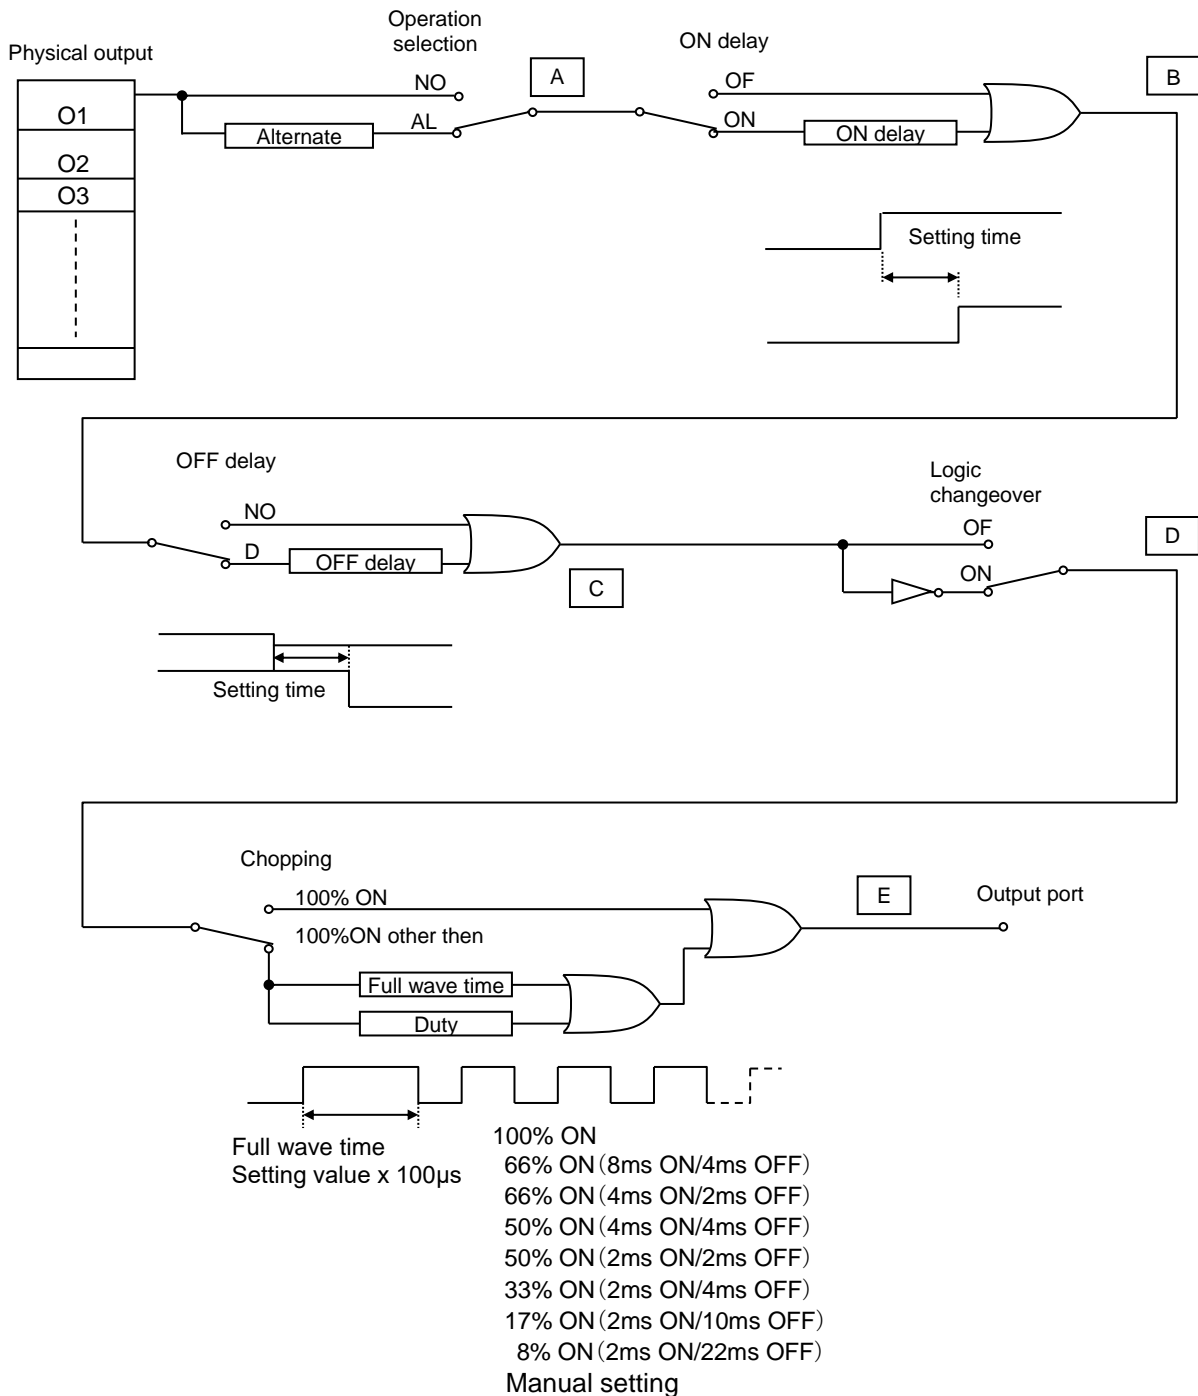 Operation
selection
Physical output
ON delay
NO
A
OF
B
O1
Alternate
AL
ON
ON delay
O2
O3
Setting time
OFF delay
Logic
changeover
NO
OF
D
D
OFF delay
ON
C
Setting time
Chopping
100% ON
E
Output port
100%ON other then
Full wave time
Duty
Full wave time
Setting value x 100μs
100% ON
66% ON（8ms ON/4ms OFF）
66% ON（4ms ON/2ms OFF）
50% ON（4ms ON/4ms OFF）
50% ON（2ms ON/2ms OFF）
33% ON（2ms ON/4ms OFF）
17% ON（2ms ON/10ms OFF）
8% ON（2ms ON/22ms OFF）
Manual setting